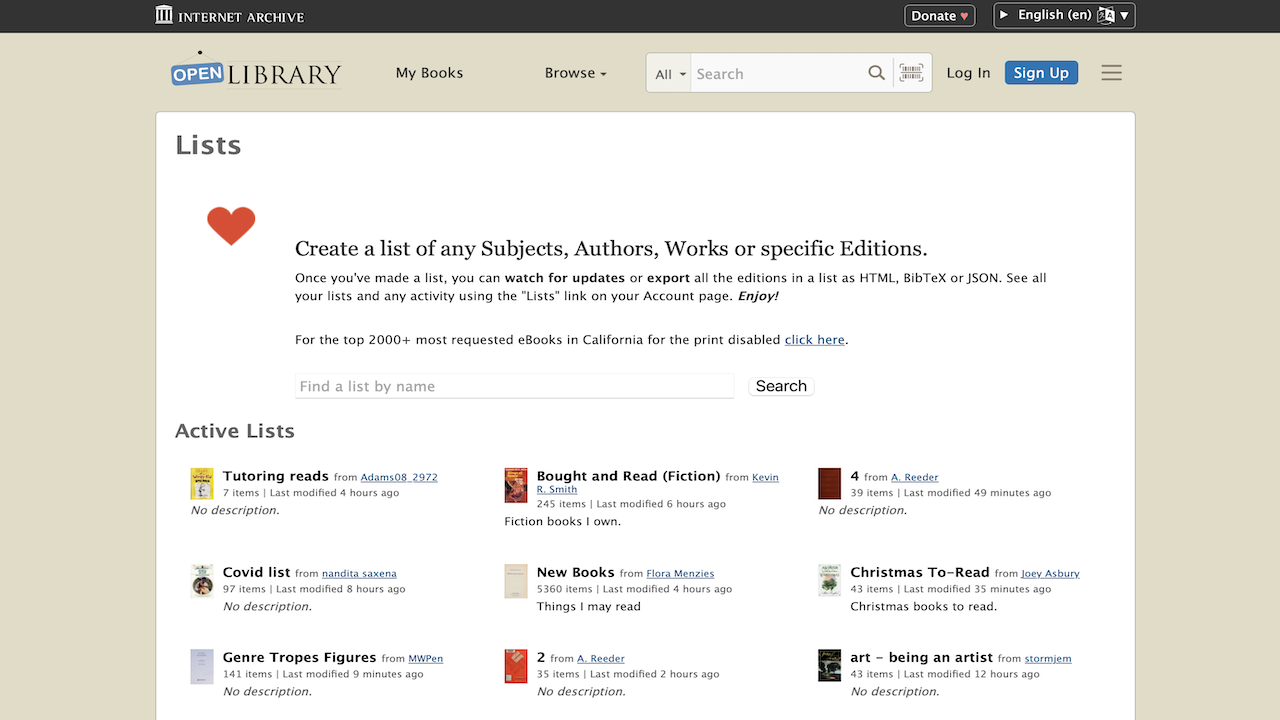 INTERNET ARCHIVE
Donate ♥
English (en)
OPEN LIBRARY
My Books
Browse
All
Search
Log In
Sign Up
Lists
Create a list of any Subjects, Authors, Works or specific Editions.
Once you've made a list, you can watch for updates or export all the editions in a list as HTML, BibTeX or JSON. See all
your lists and any activity using the "Lists" link on your Account page. Enjoy!
For the top 2000+ most requested eBooks in California for the print disabled click here.
Find a list by name
Search
Active Lists
Tutoring reads from Adams08_2972
7 items | Last modified 4 hours ago
No description.
Bought and Read (Fiction) from Kevin
R. Smith
245 items | Last modified 6 hours ago
Fiction books I own.
4 from A. Reeder
39 items | Last modified 49 minutes ago
No description.
Covid list from nandita saxena
97 items | Last modified 8 hours ago
No description.
New Books from Flora Menzies
5360 items | Last modified 4 hours ago
Things I may read
Christmas To-Read from Joey Asbury
43 items | Last modified 35 minutes ago
Christmas books to read.
Genre Tropes Figures from MWPen
141 items | Last modified 9 minutes ago
No description.
2 from A. Reeder
35 items | Last modified 2 hours ago
No description.
art - being an artist from stormjem
43 items | Last modified 12 hours ago
No description.